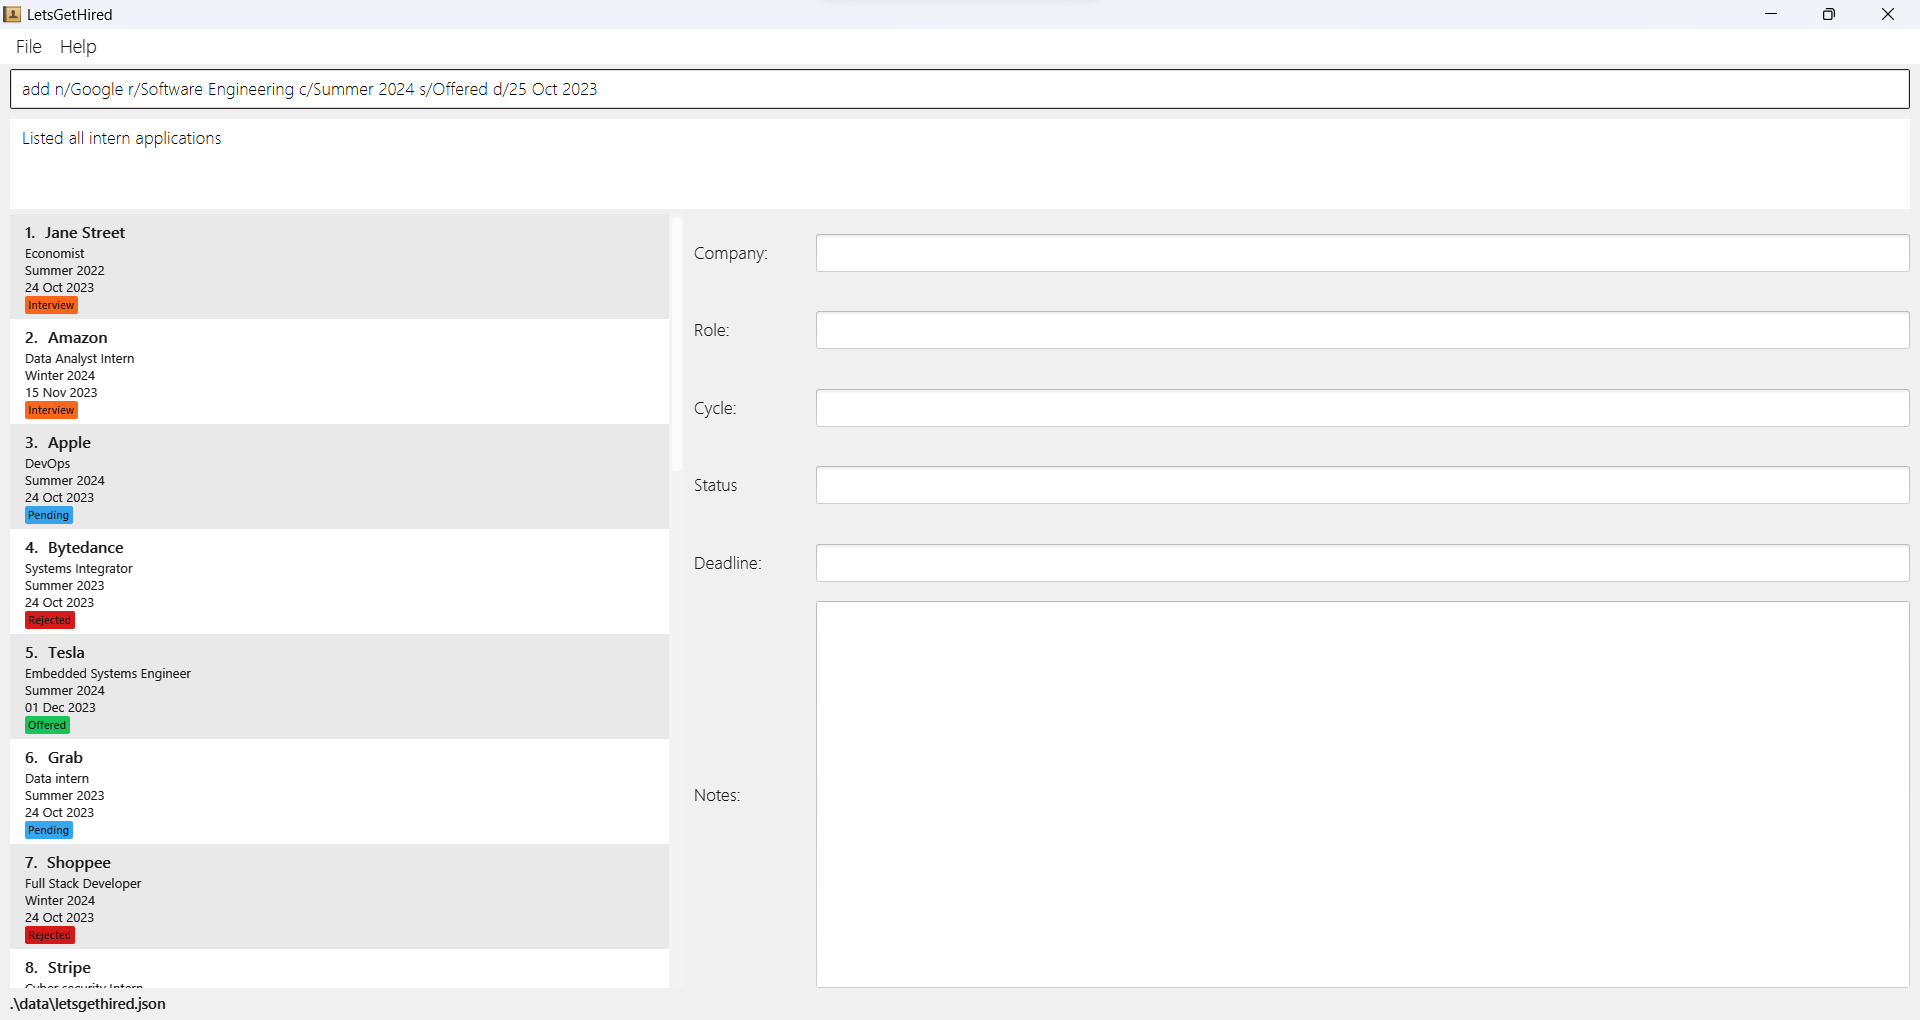 LetsGetHired
File Help
add n/Google r/Software Engineering c/Summer 2024 s/Offered d/25 Oct 2023
Listed all intern applications
1. Jane Street
Economist
Summer 2022
24 Oct 2023
Interview
2. Amazon
Data Analyst Intern
Winter 2024
15 Nov 2023
Interview
3. Apple
DevOps
Summer 2024
24 Oct 2023
Pending
4. Bytedance
Systems Integrator
Summer 2023
24 Oct 2023
Rejected
5. Tesla
Embedded Systems Engineer
Summer 2024
01 Dec 2023
Offered
6. Grab
Data intern
Summer 2023
24 Oct 2023
Pending
7. Shoppee
Full Stack Developer
Winter 2024
24 Oct 2023
Rejected
8. Stripe
Cyber security Intern
Company:
Role:
Cycle:
Status
Deadline:
Notes:
.\data\letsgethired.json